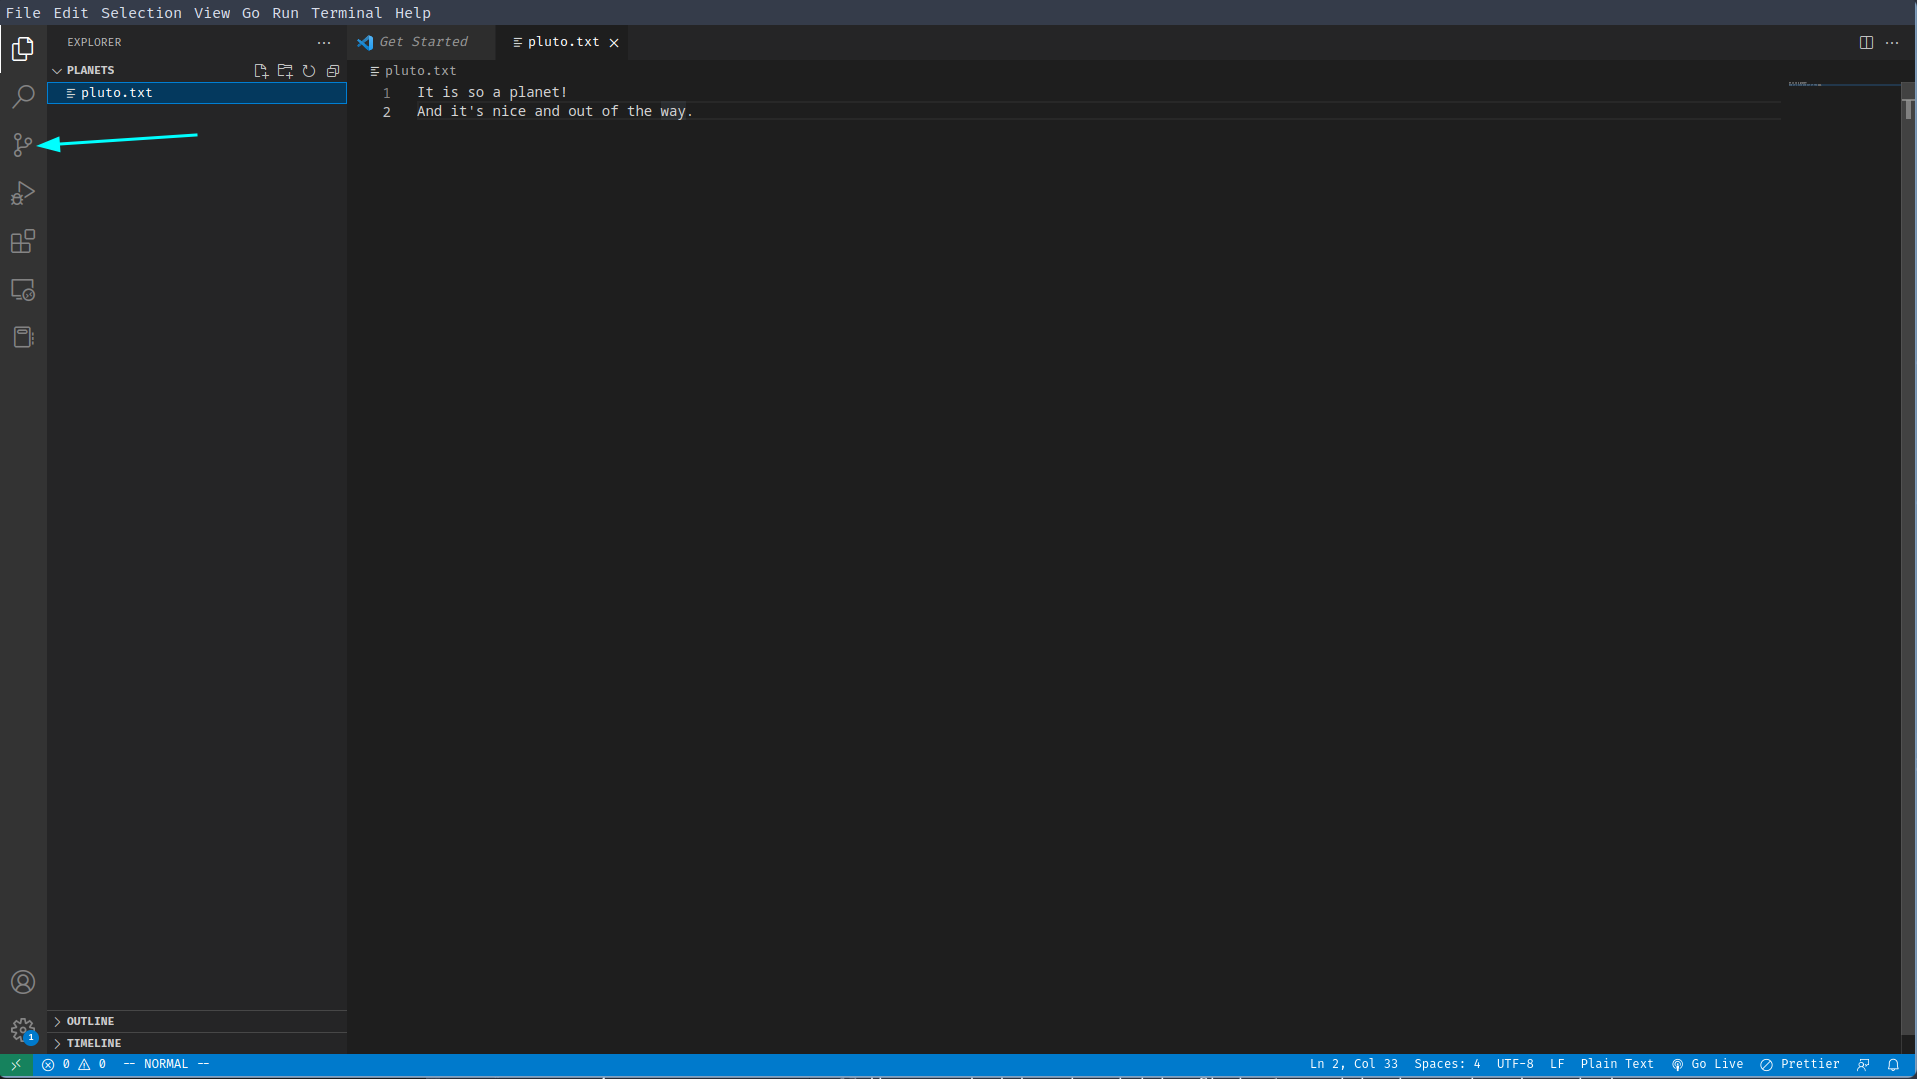 File Edit Selection View Go Run Terminal Help
EXPLORER
PLANETS
pluto.txt
Get Started
pluto.txt
pluto.txt
1 It is so a planet!
2 And it's nice and out of the way.
OUTLINE
TIMELINE
1
0 0 -- NORMAL --
Ln 2, Col 33 Spaces: 4 UTF-8 LF Plain Text Go Live Prettier